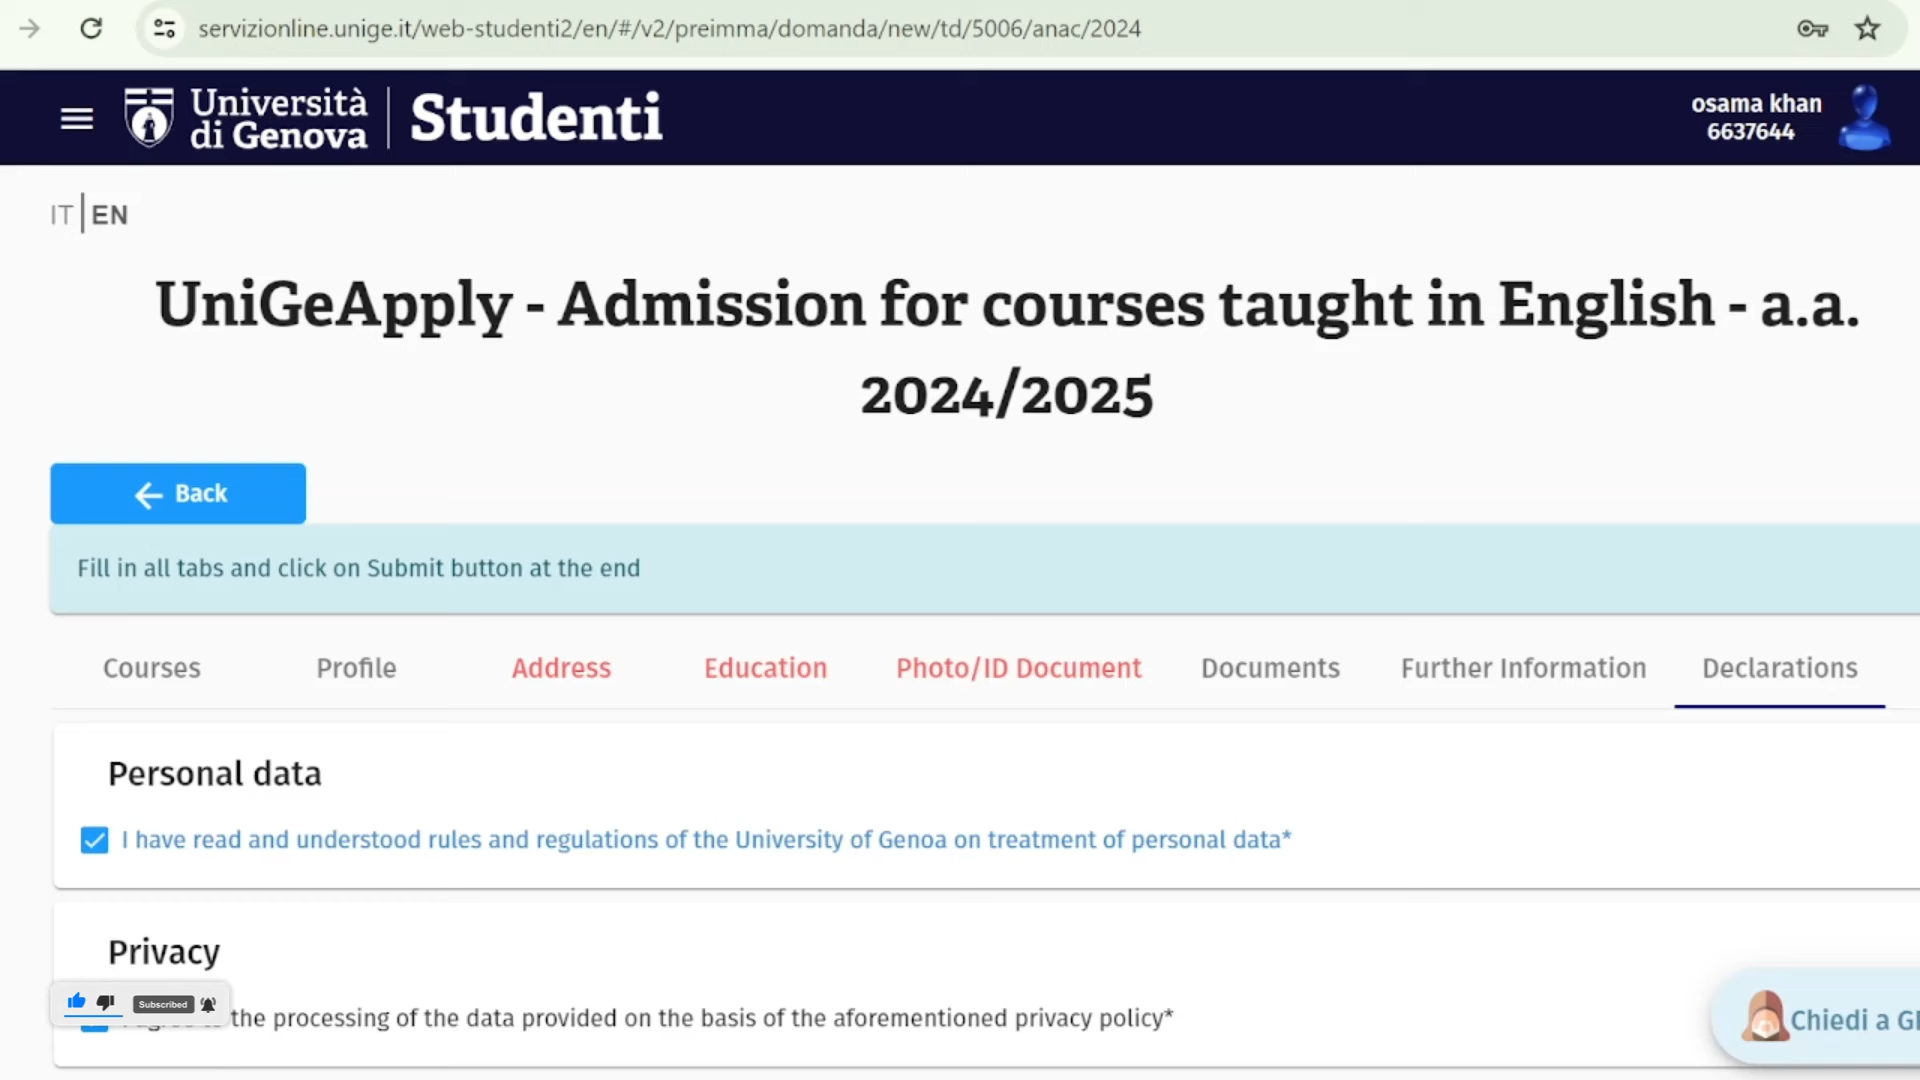 servizionline.unige.it/web-studenti2/en/#/v2/preimma/domanda/new/td/5006/anac/2024
Università
di Genova
Studenti
osama khan
6637644
IT|EN
UniGeApply - Admission for courses taught in English - a.a.
2024/2025
Back
Fill in all tabs and click on Submit button at the end
Courses Profile Address Education Photo/ID Document Documents Further Information Declarations
Personal data
I have read and understood rules and regulations of the University of Genoa on treatment of personal data*
Privacy
Subscribed
the processing of the data provided on the basis of the aforementioned privacy policy*
Chiedi a